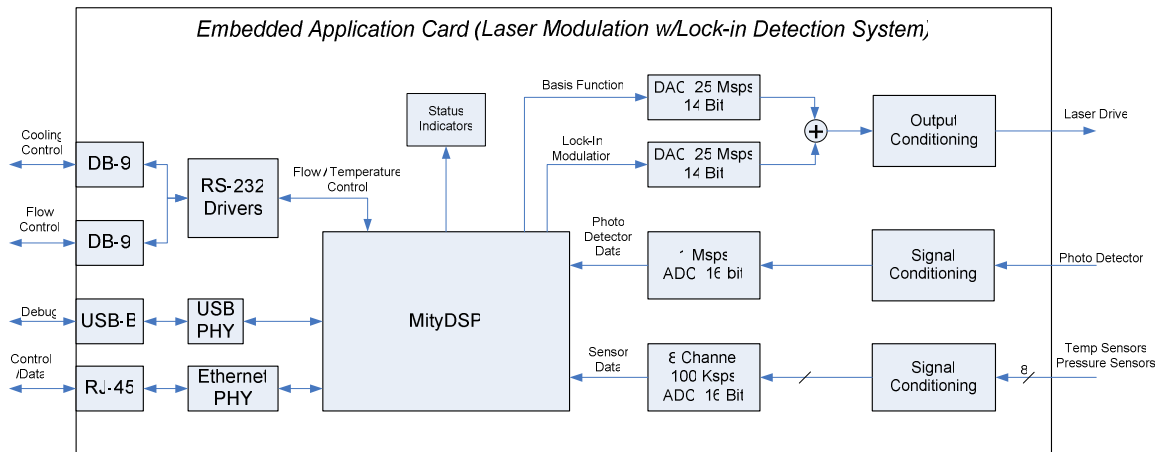 Embedded Application Card (Laser Modulation w/Lock-in Detection System)
Basis Function
DAC 25 Msps
14 Bit
Status
Indicators
Output
Conditioning
Laser Drive
Cooling
Control
DB-9
Lock-In
Modulation
DAC 25 Msps
14 Bit
RS-232
Drivers
Flow / Temperature
Control
Flow
Control
DB-9
Photo
Detector
Data
Msps
ADC 16 bit
Signal
Conditioning
Photo Detector
MityDSP
Debug
USB-B
USB
PHY
Control
/Data
RJ-45
Ethernet
PHY
Sensor
Data
8 Channel
100 Ksps
ADC 16 Bit
Signal
Conditioning
8
Temp Sensors
Pressure Sensors